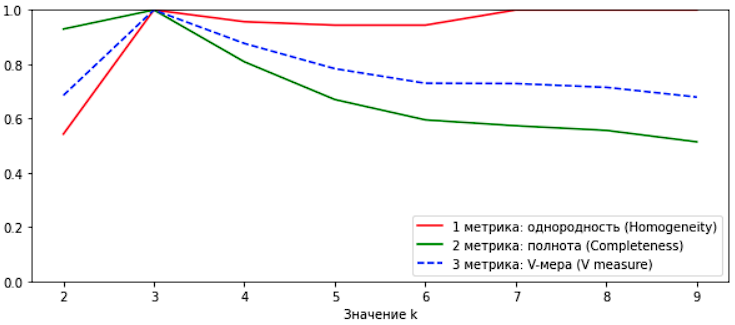 1.0
0.8
0.6
0.4
0.2
0.0
1 метрика: однородность (Homogeneity)
2 метрика: полнота (Completeness)
3 метрика: V-мера (V measure)
2 3 4 5 6 7 8 9
Значение k